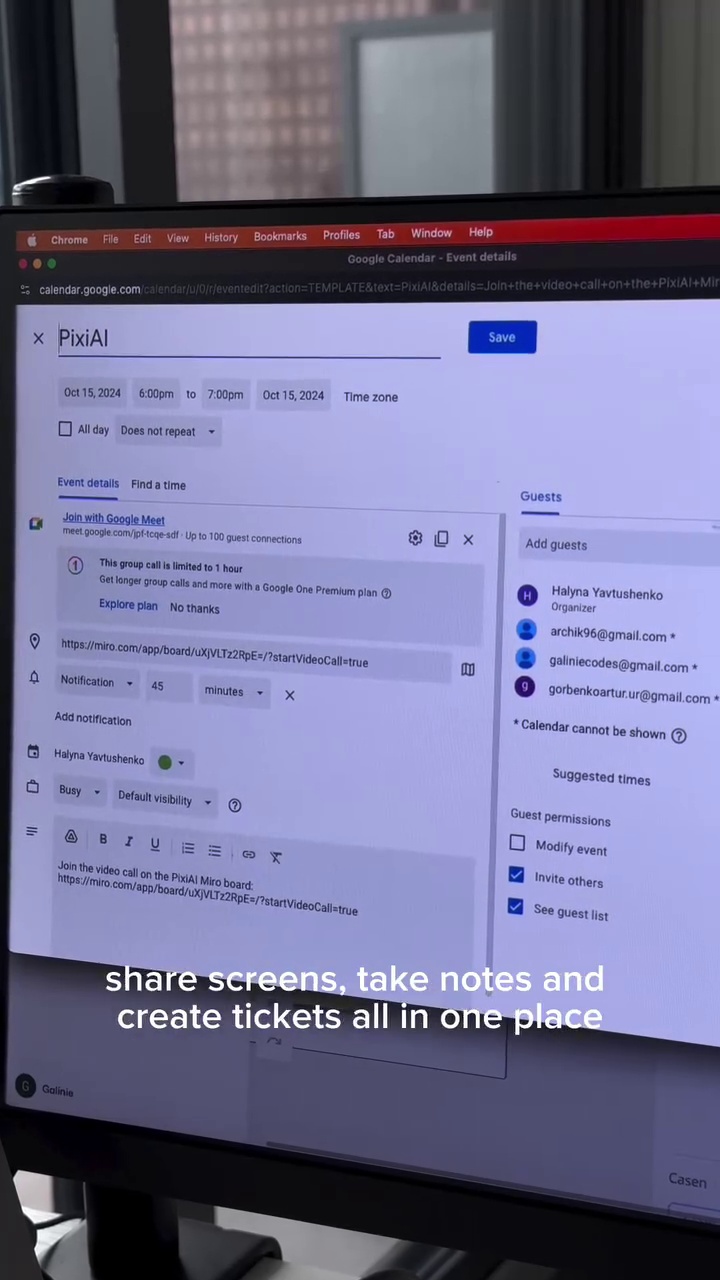 Chrome File Edit View History Bookmarks Profiles Tab Window Help
Google Calendar - Event details
calendar.google.com/calendar/u/0/r/eventedit?action=TEMPLATE&text=PixiAI&details=Join+the+video+call+on+the+PixiAI+Mir
PixiAI
Save
Oct 15, 2024 6:00pm to 7:00pm Oct 15, 2024 Time zone
All day Does not repeat
Event details Find a time
Guests
Join with Google Meet
meet.google.com/jpf-tcqe-sdf · Up to 100 guest connections
Add guests
This group call is limited to 1 hour
Get longer group calls and more with a Google One Premium plan
Explore plan No thanks
H Halyna Yavtushenko
Organizer
archik96@gmail.com *
galiniecodes@gmail.com *
g gorbenkoartur.ur@gmail.com *
* Calendar cannot be shown
Suggested times
https://miro.com/app/board/uXjVLTz2RpE=/?startVideoCall=true
Notification 45 minutes
Add notification
Halyna Yavtushenko
Busy Default visibility
Guest permissions
Modify event
Invite others
See guest list
B I U
Join the video call on the PixiAI Miro board:
https://miro.com/app/board/uXjVLTz2RpE=/?startVideoCall=true
share screens, take notes and
create tickets all in one place
G Galinie
Casen